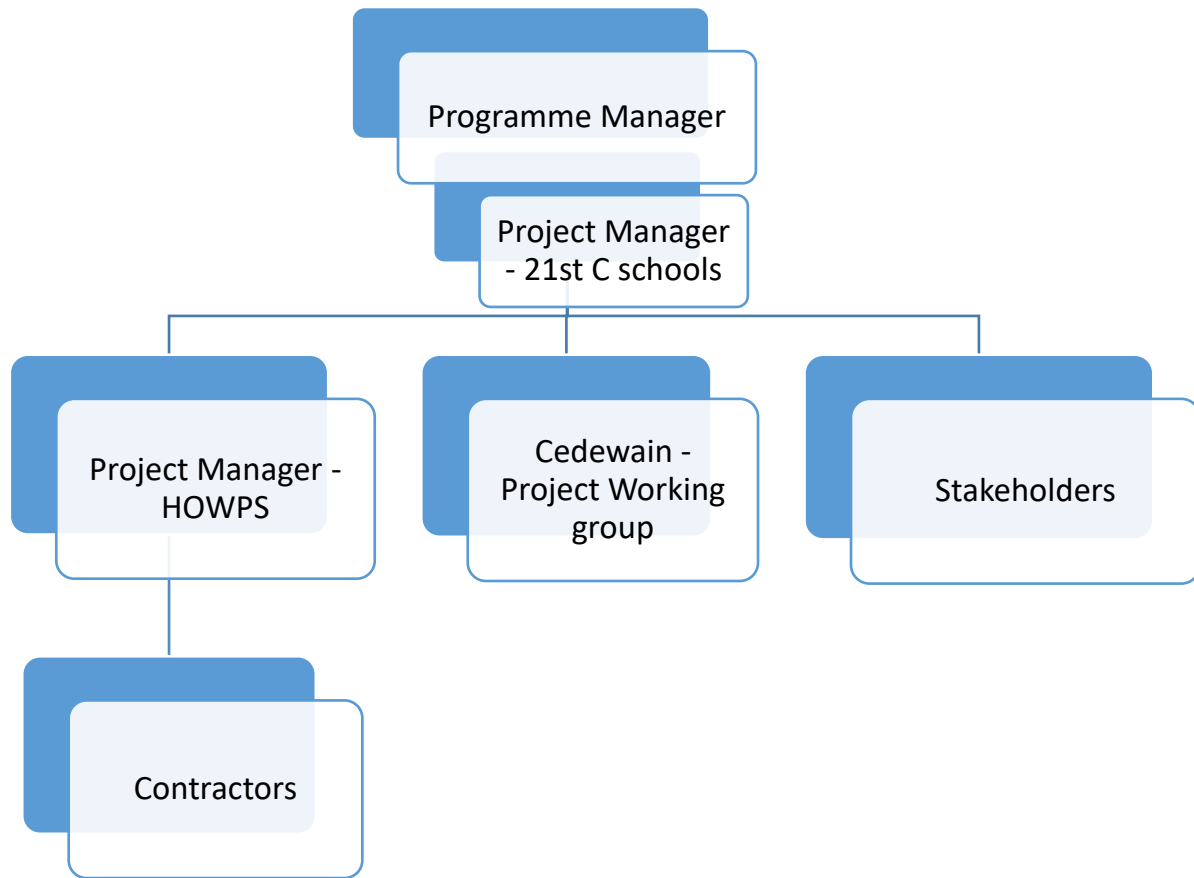 Programme Manager
Project Manager
- 21st C schools
Project Manager -
HOWPS
Cedewain -
Project Working
group
Stakeholders
Contractors